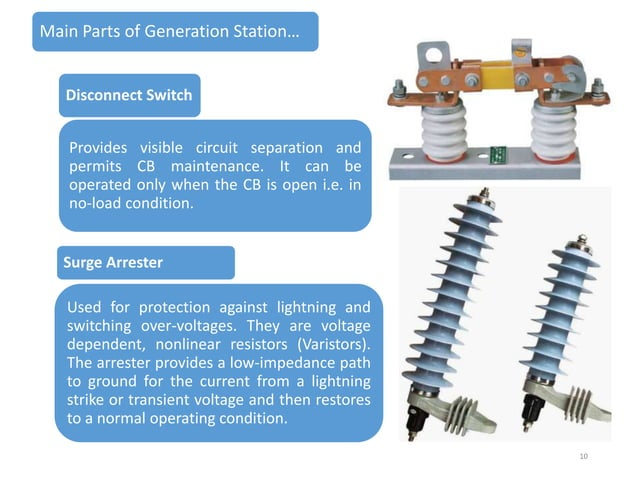 Main Parts of Generation Station…
Disconnect Switch
Provides visible circuit separation and
permits CB maintenance. It can be
operated only when the CB is open i.e. in
no-load condition.
Surge Arrester
Used for protection against lightning and
switching over-voltages. They are voltage
dependent, nonlinear resistors (Varistors).
The arrester provides a low-impedance path
to ground for the current from a lightning
strike or transient voltage and then restores
to a normal operating condition.
10